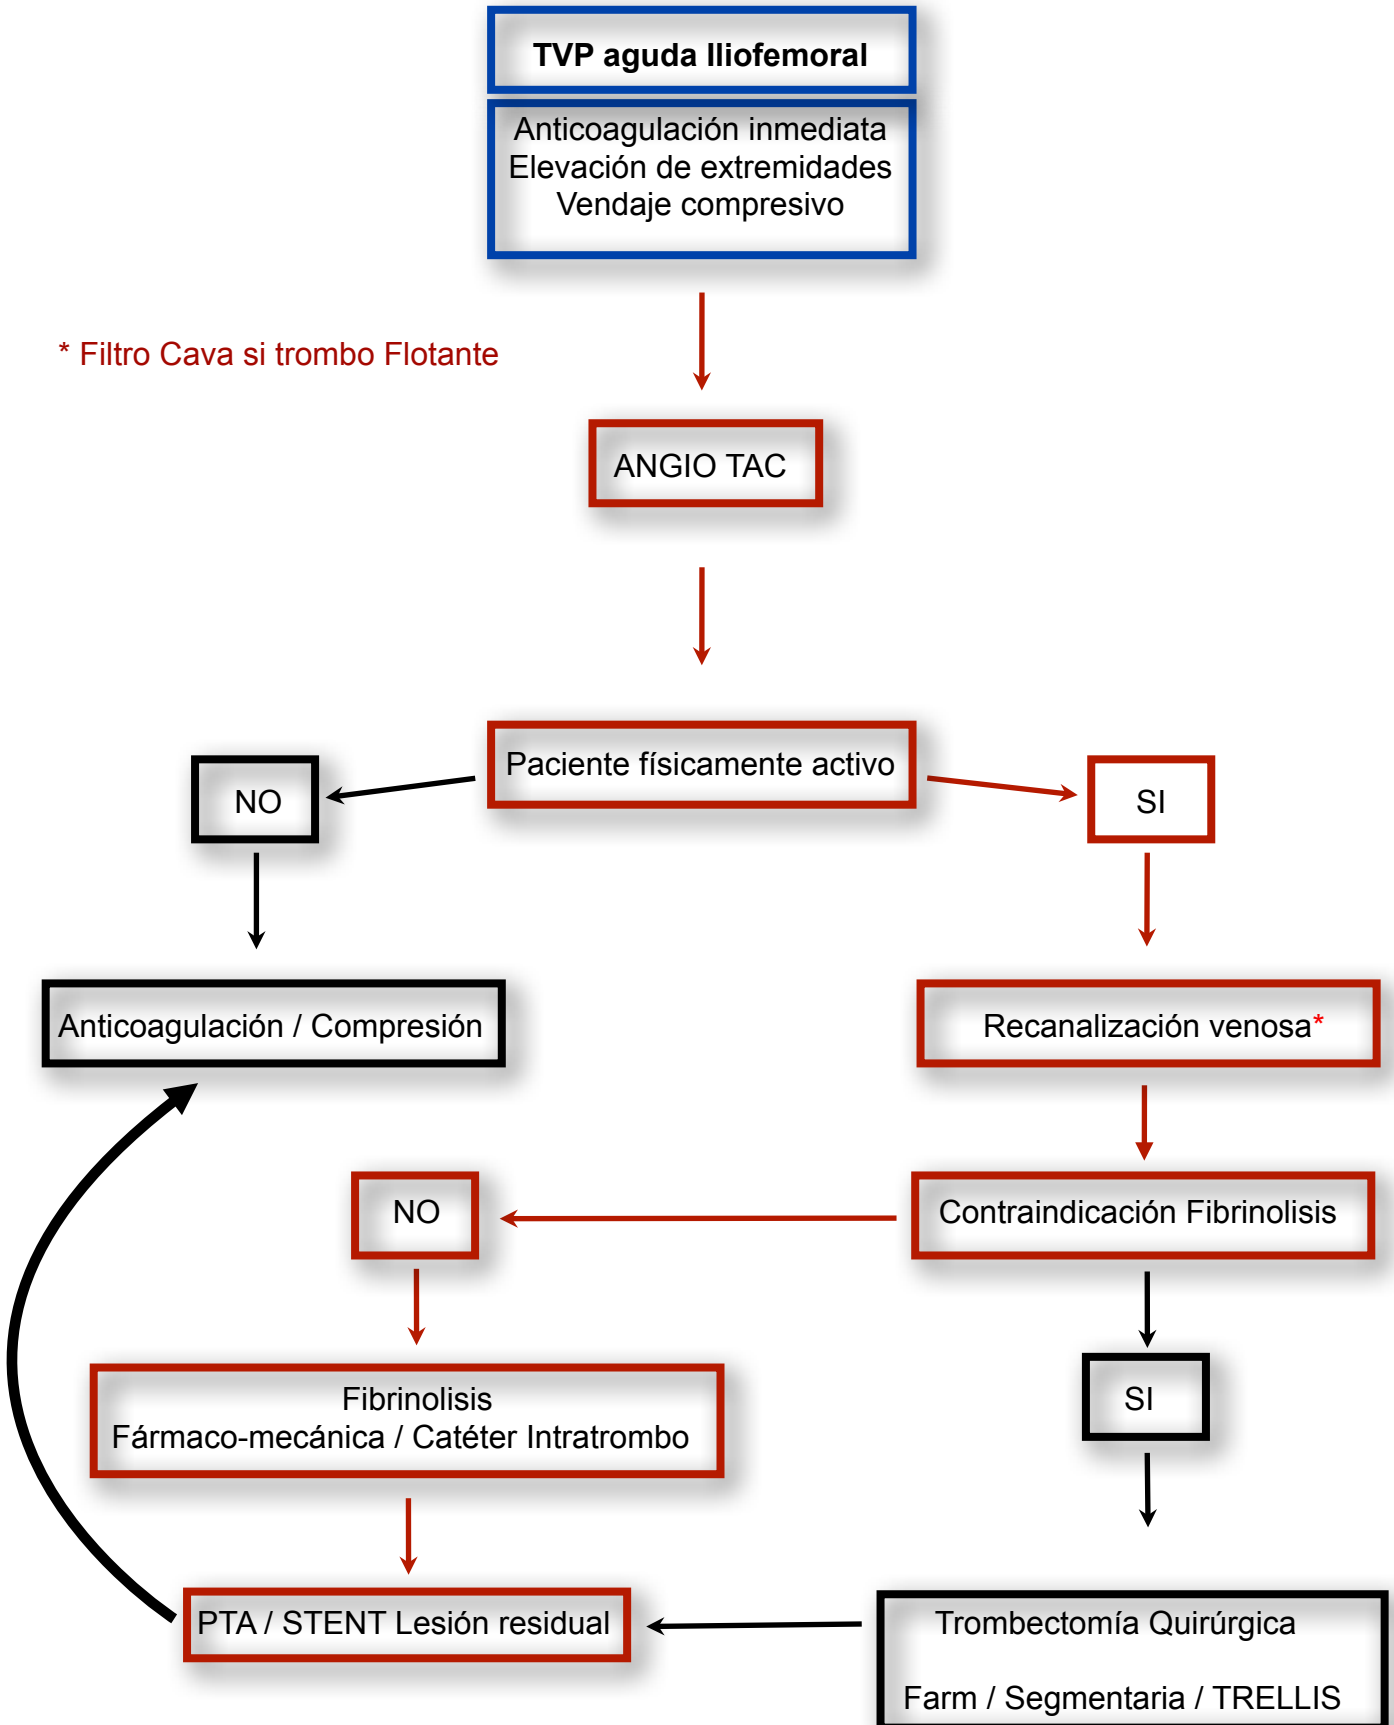 TVP aguda Iliofemoral
Anticoagulación inmediata
Elevación de extremidades
Vendaje compresivo
* Filtro Cava si trombo Flotante
ANGIO TAC
Paciente físicamente activo
NO
SI
Anticoagulación / Compresión
Recanalización venosa*
NO
Contraindicación Fibrinolisis
Fibrinolisis
Fármaco-mecánica / Catéter Intratrombo
SI
PTA / STENT Lesión residual
Trombectomía Quirúrgica
Farm / Segmentaria / TRELLIS